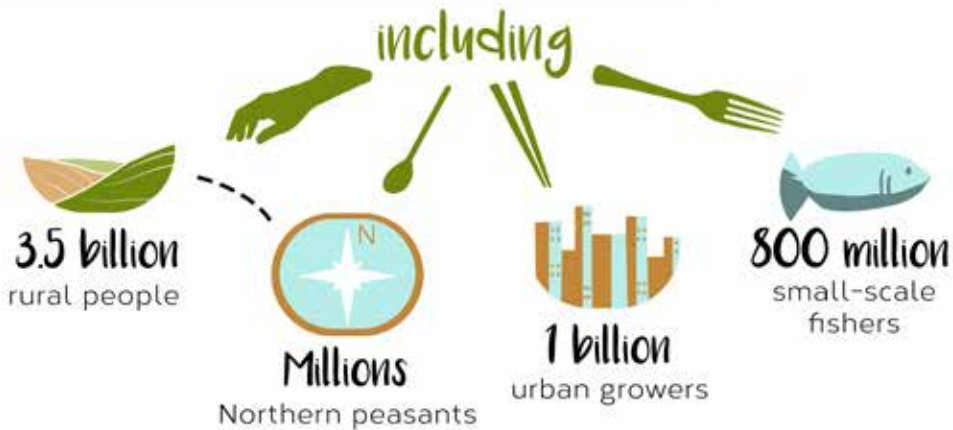 including
3.5 billion
rural people
N
Millions
Northern peasants
1 billion
urban growers
800 million
small-scale
fishers